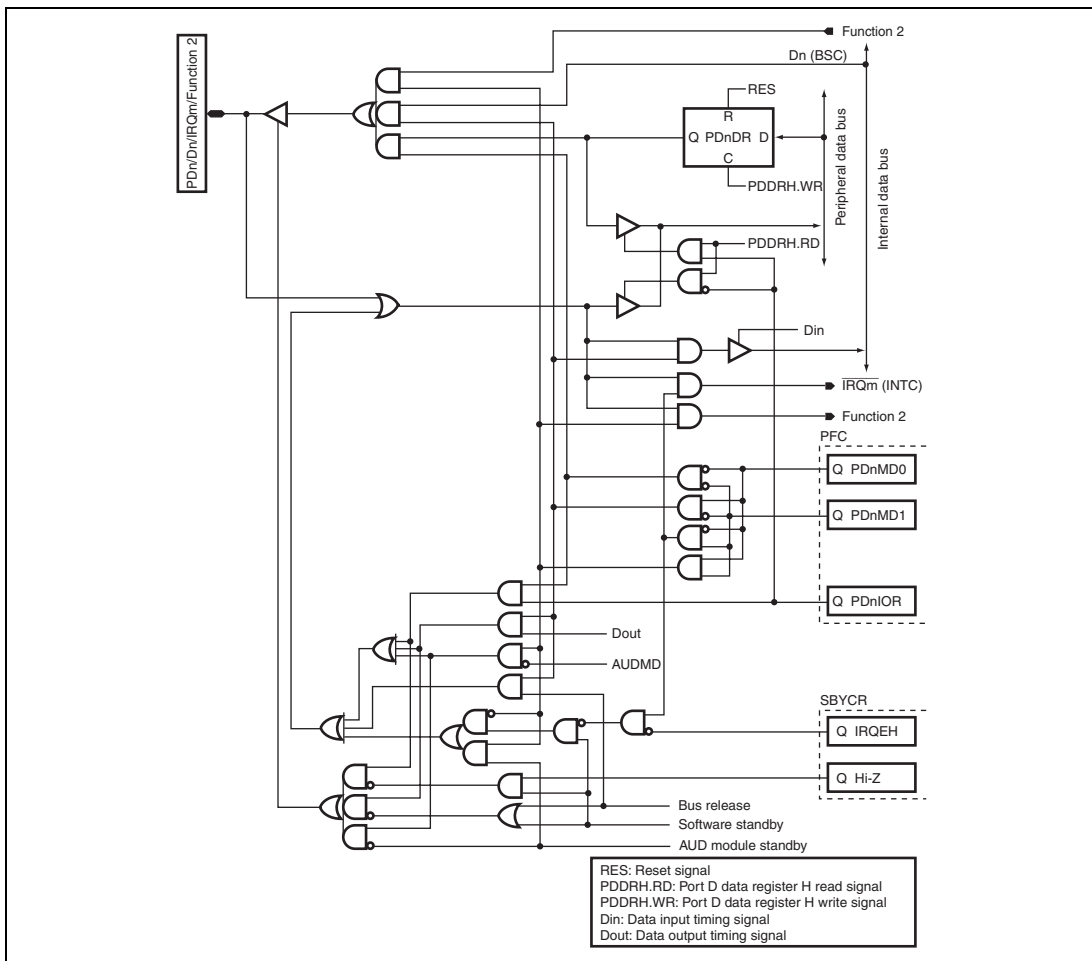 PDn/Dn/IRQm/Function 2
Function 2
Dn (BSC)
RES
R
Q PDnDR D
C
PDDRH.WR
Peripheral data bus
Internal data bus
PDDRH.RD
Din
IRQm (INTC)
Function 2
PFC
Q PDnMD0
Q PDnMD1
Q PDnIOR
Dout
AUDMD
SBYCR
Q IRQEH
Q Hi-Z
Bus release
Software standby
AUD module standby
RES: Reset signal
PDDRH.RD: Port D data register H read signal
PDDRH.WR: Port D data register H write signal
Din: Data input timing signal
Dout: Data output timing signal